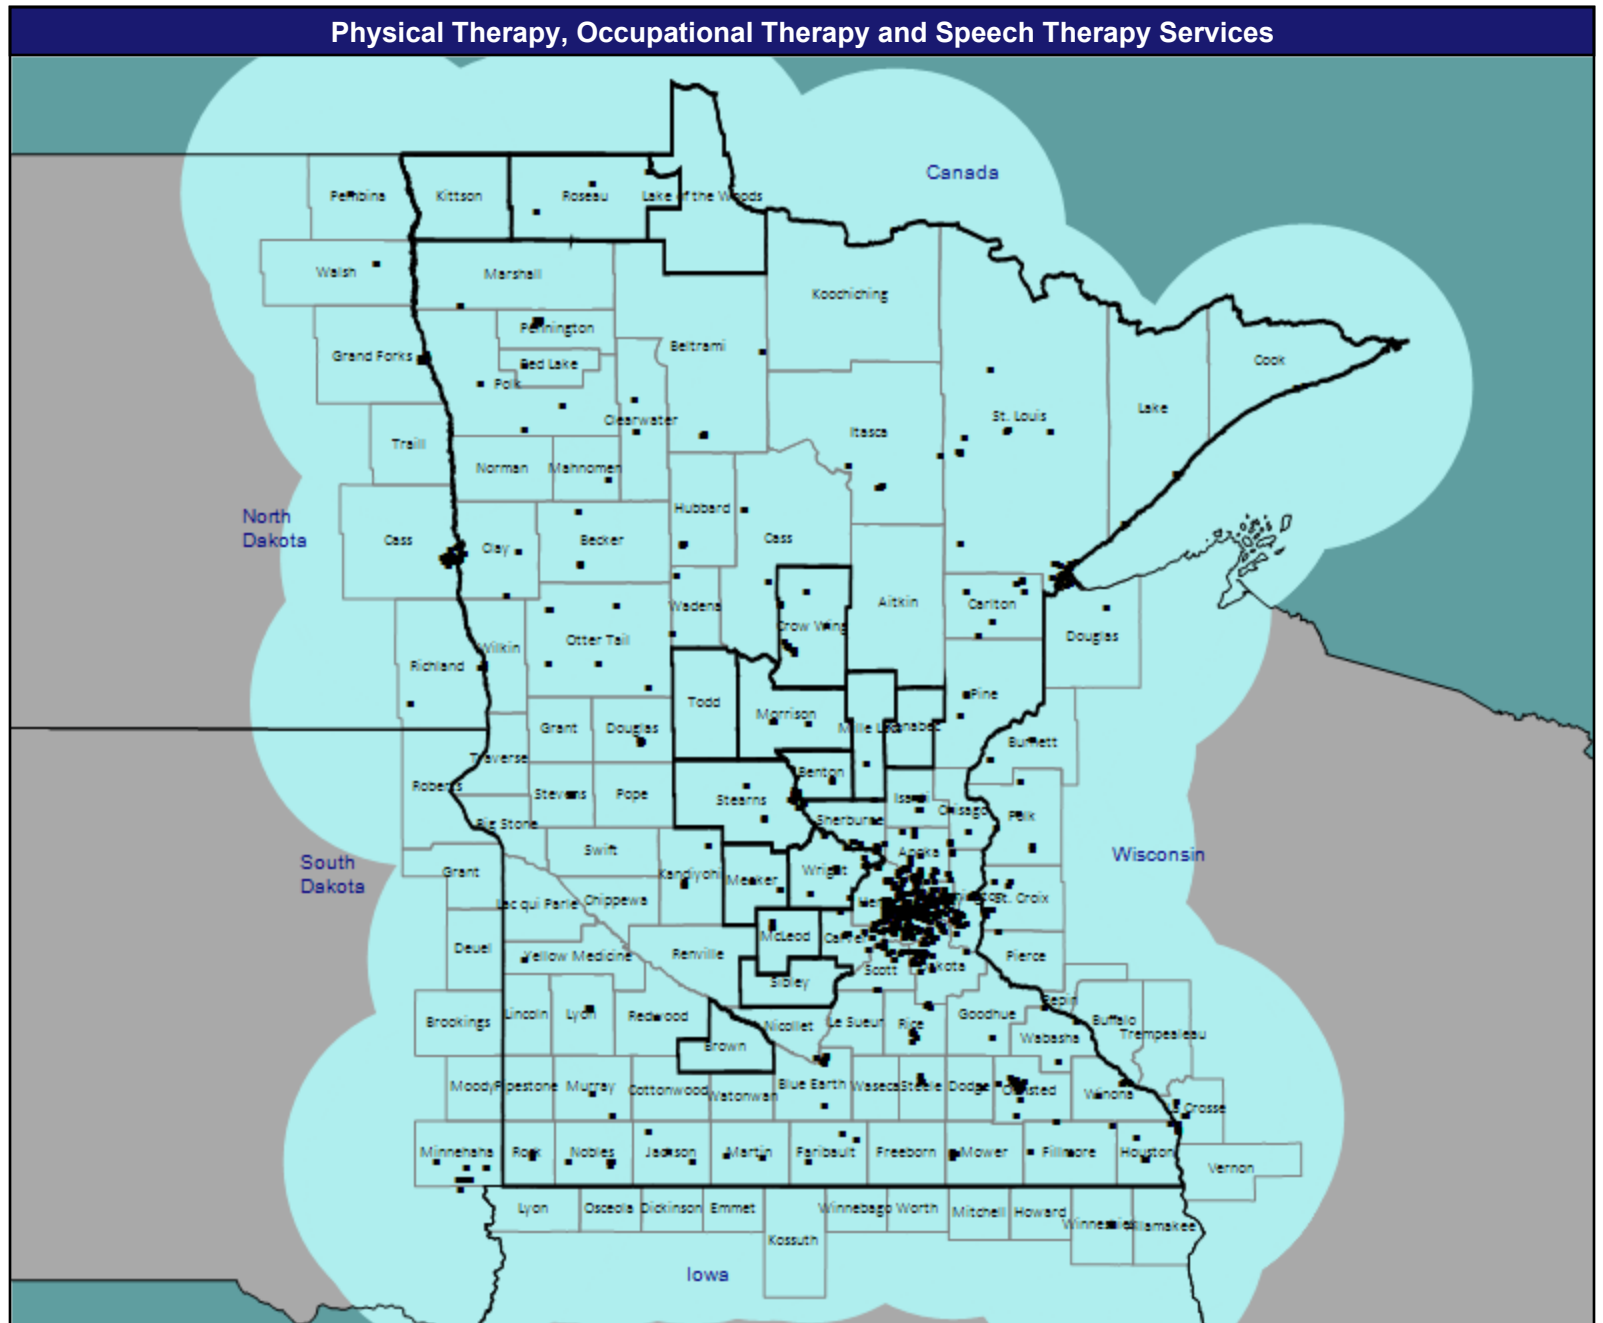 Physical Therapy, Occupational Therapy and Speech Therapy Services
Canada
Pembina
Kittson
Roseau
Lake of the Woods
Walsh
Marshall
Koochiching
Pennington
Grand Forks
Beltrami
Cook
Red Lake
Polk
Lake
St. Louis
Clearwater
Itasca
Traill
Norman
Mahnomen
Hubbard
North
Dakota
Cass
Clay
Becker
Cass
Wadena
Aitkin
Carlton
Crow Wing
Douglas
Otter Tail
Wilkin
Richland
Pine
Todd
Morrison
Mille Lacs
Kanabec
Grant
Douglas
Burnett
Traverse
Benton
Roberts
Stevens
Pope
Stearns
Isanti
Chisago
Polk
Sherburne
Big Stone
Swift
Anoka
Wisconsin
South
Dakota
Grant
Kandiyohi
Meeker
Wright
St. Croix
Lac qui Parle
Chippewa
McLeod
Carver
Deuel
Yellow Medicine
Renville
Pierce
Scott
Dakota
Sibley
Pepin
Brookings
Lincoln
Lyon
Redwood
Nicollet
Le Sueur
Rice
Goodhue
Buffalo
Trempealeau
Wabasha
Brown
Moody
Pipestone
Murray
Cottonwood
Watonwan
Blue Earth
Waseca
Steele
Dodge
Olmsted
Winona
Crosse
Minnehaha
Rock
Nobles
Jackson
Martin
Faribault
Freeborn
Mower
Fillmore
Houston
Vernon
Lyon
Osceola
Dickinson
Emmet
Winnebago
Worth
Mitchell
Howard
Kossuth
Iowa